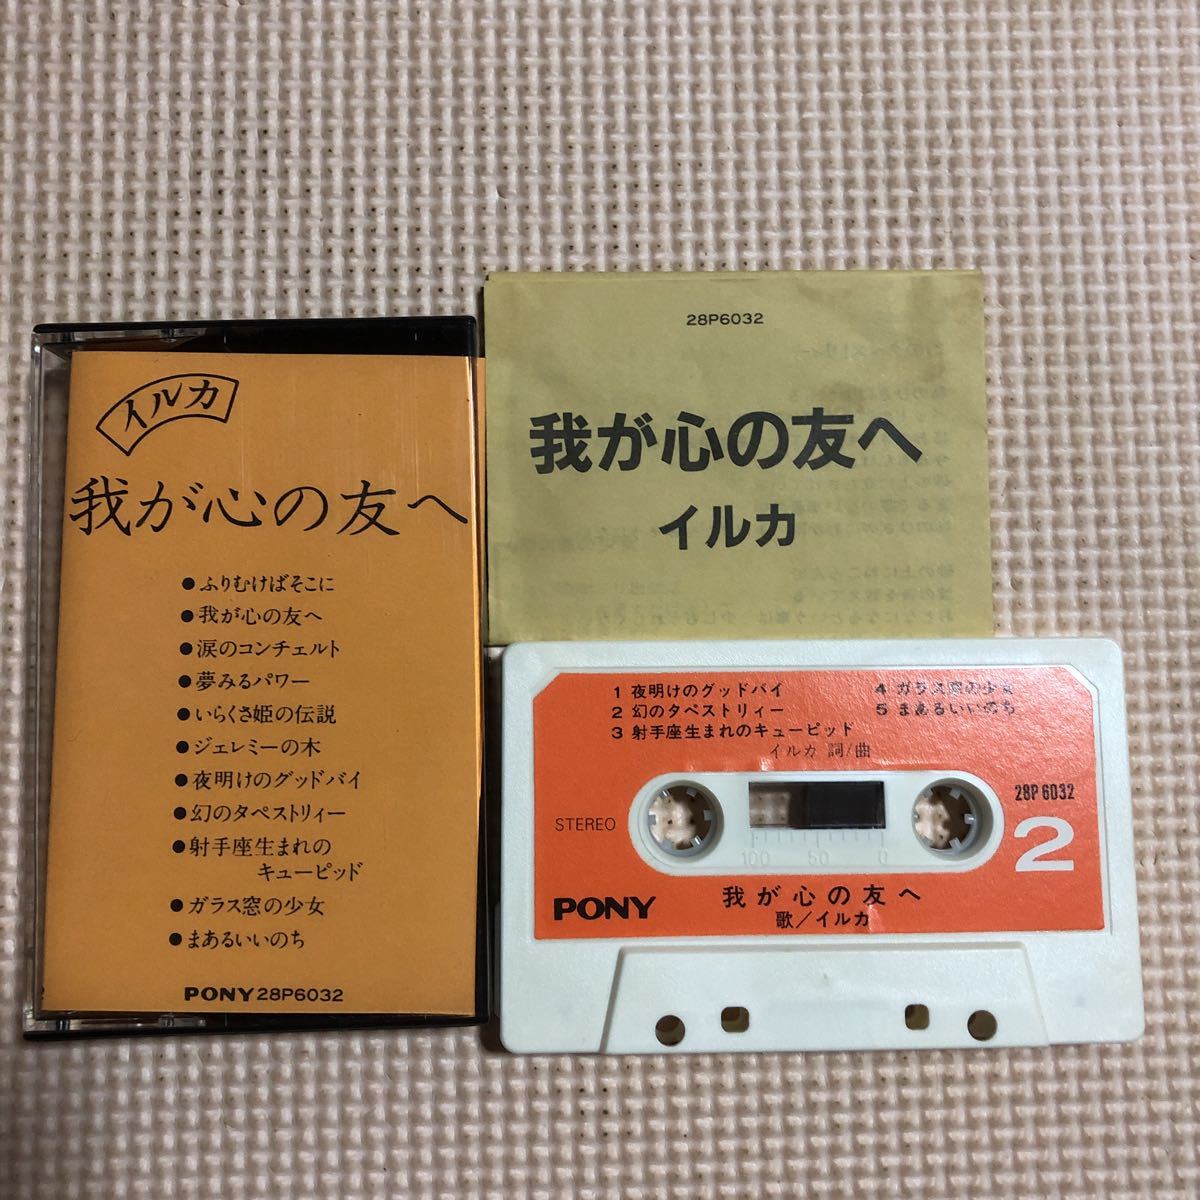 イルカ
我が心の友へ
●ふりむけばそこに
●我が心の友へ
●涙のコンチェルト
●夢みるパワー
●いらくさ姫の伝説
●ジェレミーの木
●夜明けのグッドバイ
●幻のタペストリィー
●射手座生まれの
キューピッド
●ガラス窓の少女
●まあるいいのち
PONY 28P6032
28P6032
我が心の友へ
イルカ
1 夜明けのグッドバイ
2 幻のタペストリィー
3 射手座生まれのキューピッド
4 ガラス窓の少女
5 まあるいいのち
イルカ 詞/曲
28P 6032
STEREO
100 50 0
2
PONY
我が心の友へ
歌/イルカ